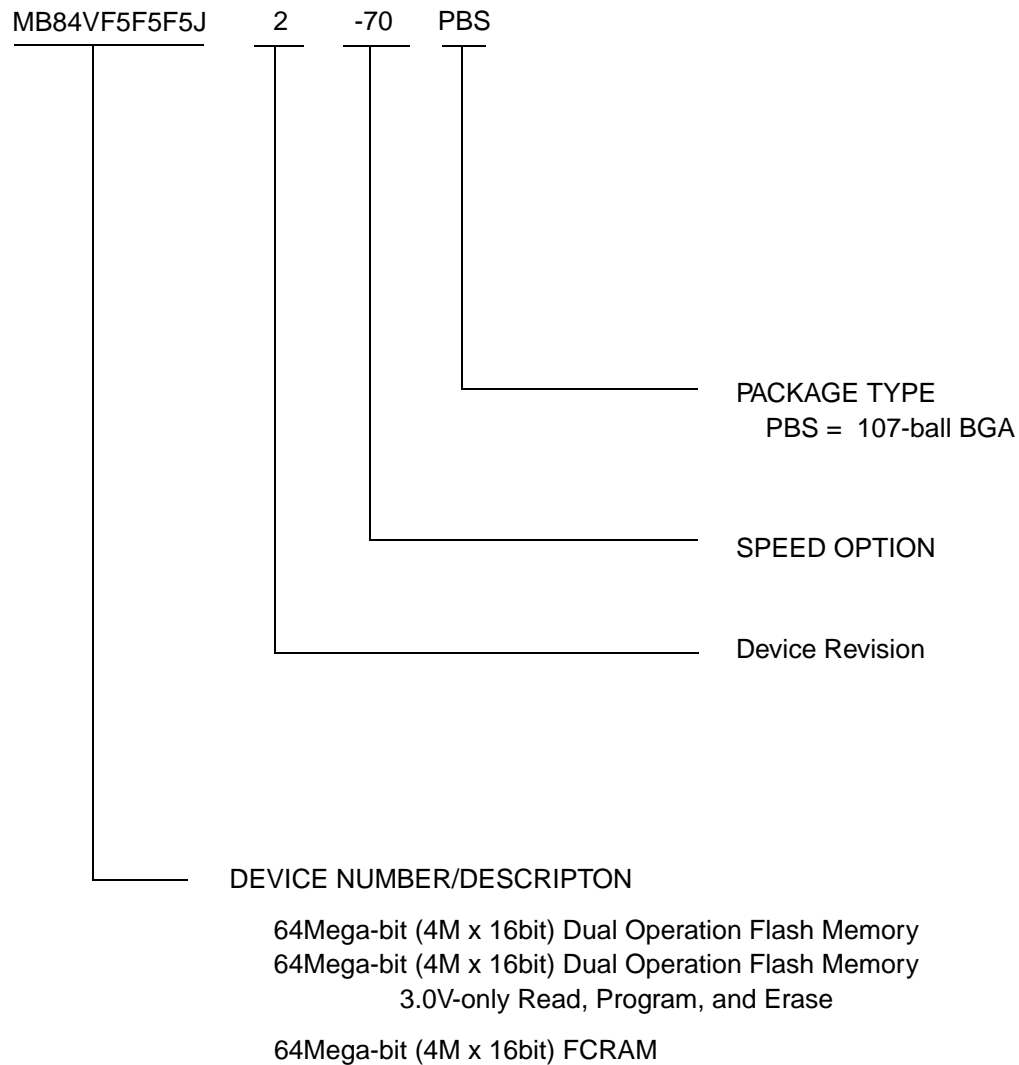 MB84VF5F5F5J 2 -70 PBS
PACKAGE TYPE
PBS = 107-ball BGA
SPEED OPTION
Device Revision
DEVICE NUMBER/DESCRIPTON
64Mega-bit (4M x 16bit) Dual Operation Flash Memory
64Mega-bit (4M x 16bit) Dual Operation Flash Memory
3.0V-only Read, Program, and Erase
64Mega-bit (4M x 16bit) FCRAM